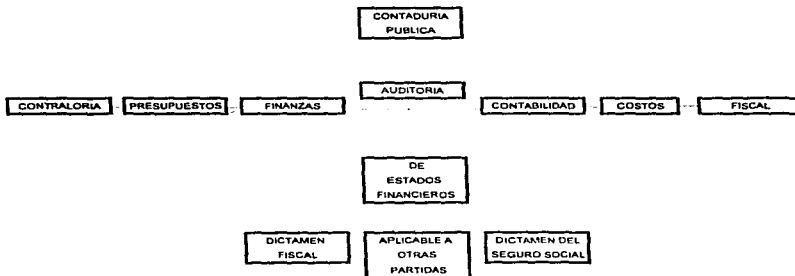 CONTADURIA
PUBLICA
AUDITORIA
CONTRALORIA
PRESUPUESTOS
FINANZAS
CONTABILIDAD
COSTOS
FISCAL
DE
ESTADOS
FINANCIEROS
DICTAMEN
FISCAL
APLICABLE A
OTRAS
PARTIDAS
DICTAMEN DEL
SEGURO SOCIAL